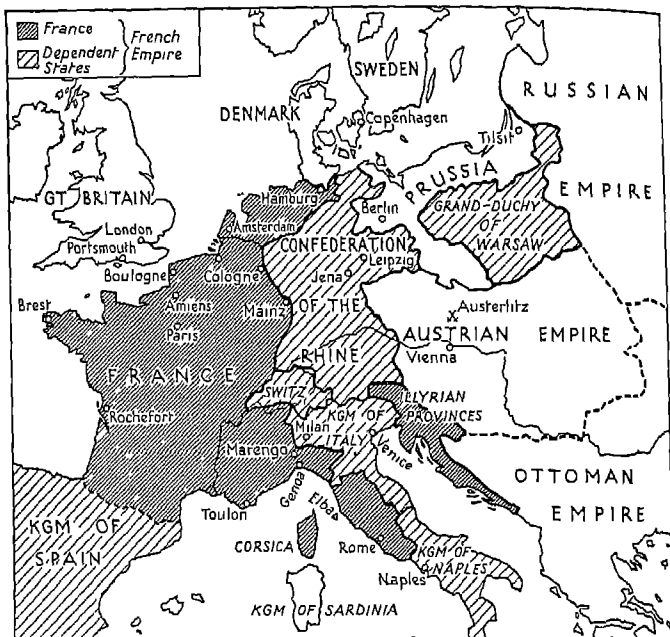 France
Dependent
States
French
Empire
SWEDEN
RUSSIAN
DENMARK
Copenhagen
Tilsit
GT BRITAIN
PRUSSIA
EMPIRE
Hamburg
Berlin
GRAND-DUCHY
OF
WARSAW
London
Amsterdam
Portsmouth
CONFEDERATION
Leipzig
Boulogne
Cologne
Jena
Brest
Amiens
Mainz
OF THE
Austerlitz
Paris
AUSTRIAN EMPIRE
FRANCE
RHINE
Vienna
SWITZ
ILLYRIAN
PROVINCES
Rochefort
KGM OF
ITALY
Milan
Marengo
Venice
OTTOMAN
EMPIRE
Genoa
KGM OF
SPAIN
Toulon
Elba
CORSICA
Rome
KGM OF
NAPLES
Naples
KGM OF SARDINIA